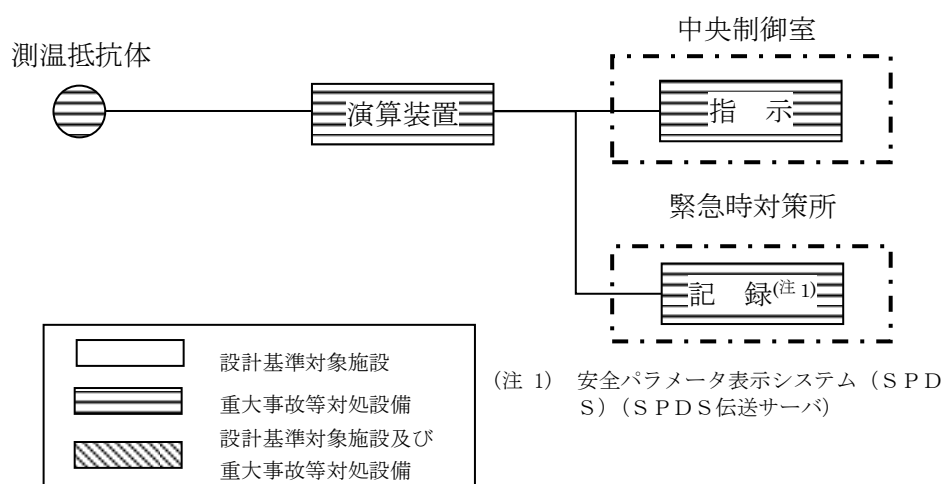 中央制御室
測温抵抗体
演算装置
指　示
緊急時対策所
記　録(注 1)
設計基準対象施設
重大事故等対処設備
設計基準対象施設及び
重大事故等対処設備
(注 1)　安全パラメータ表示システム（ＳＰＤ
Ｓ）（ＳＰＤＳ伝送サーバ）